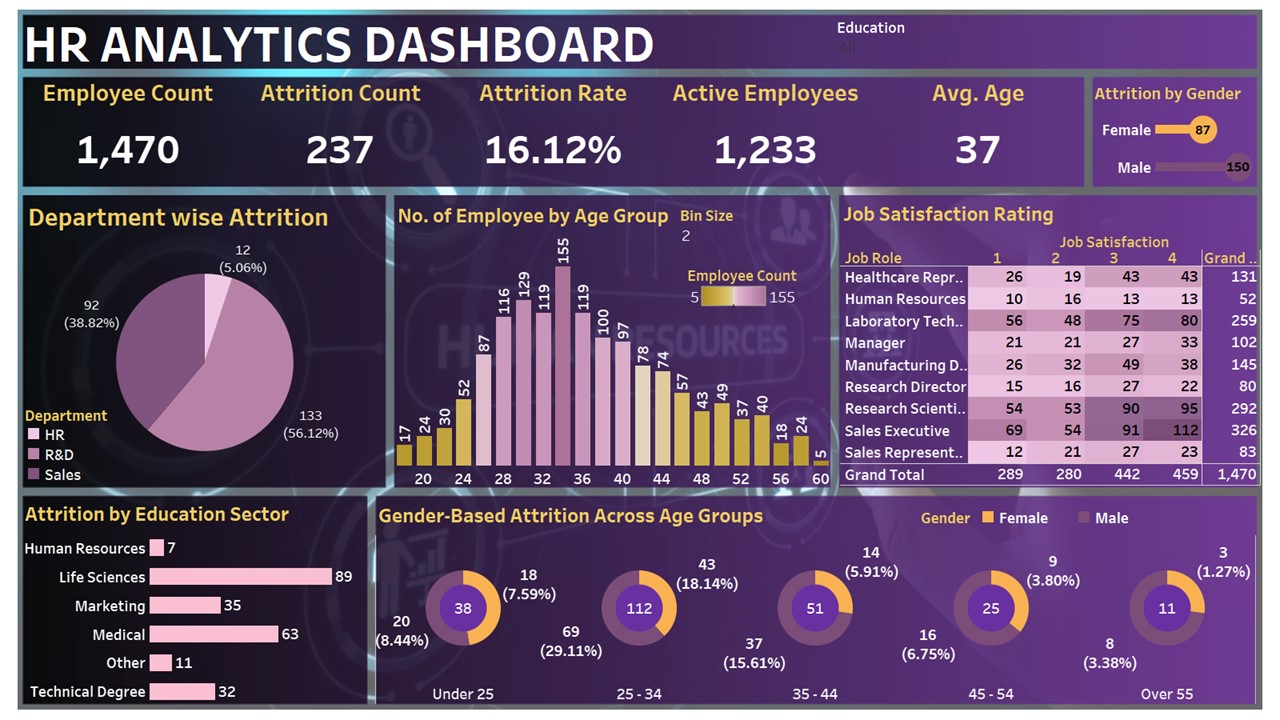 HR ANALYTICS DASHBOARD
Education
All
Employee Count
Attrition Count
Attrition Rate
Active Employees
Avg. Age
1,470
237
16.12%
1,233
37
Attrition by Gender
Female 87
Male 150
Department wise Attrition
12
(5.06%)
92
(38.82%)
133
(56.12%)
Department
HR
R&D
Sales
No. of Employee by Age Group
Bin Size
2
Employee Count
5 155
17 24 30 52 87 116 129 119 155 119 100 97 78 74 57 43 49 37 40 18 24 5
20 24 28 32 36 40 44 48 52 56 60
HUMAN RESOURCES
Job Satisfaction Rating
Job Satisfaction
Job Role 1 2 3 4 Grand ..
Healthcare Repr.. 26 19 43 43 131
Human Resources 10 16 13 13 52
Laboratory Tech.. 56 48 75 80 259
Manager 21 21 27 33 102
Manufacturing D.. 26 32 49 38 145
Research Director 15 16 27 22 80
Research Scienti.. 54 53 90 95 292
Sales Executive 69 54 91 112 326
Sales Represent.. 12 21 27 23 83
Grand Total 289 280 442 459 1,470
Attrition by Education Sector
Human Resources 7
Life Sciences 89
Marketing 35
Medical 63
Other 11
Technical Degree 32
Gender-Based Attrition Across Age Groups
Gender Female Male
38
18
(7.59%)
20
(8.44%)
Under 25
112
43
(18.14%)
69
(29.11%)
25 - 34
51
14
(5.91%)
37
(15.61%)
35 - 44
25
9
(3.80%)
16
(6.75%)
45 - 54
11
3
(1.27%)
8
(3.38%)
Over 55